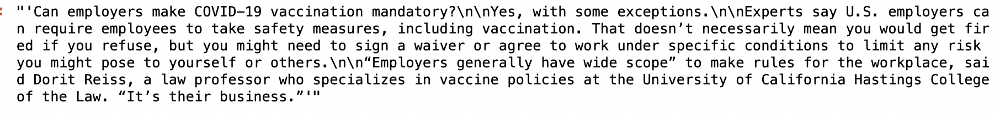 "'Can employers make COVID-19 vaccination mandatory?\n\nYes, with some exceptions.\n\nExperts say U.S. employers ca
n require employees to take safety measures, including vaccination. That doesn’t necessarily mean you would get fir
ed if you refuse, but you might need to sign a waiver or agree to work under specific conditions to limit any risk
you might pose to yourself or others.\n\n“Employers generally have wide scope” to make rules for the workplace, sai
d Dorit Reiss, a law professor who specializes in vaccine policies at the University of California Hastings College
of the Law. “It’s their business.”'"